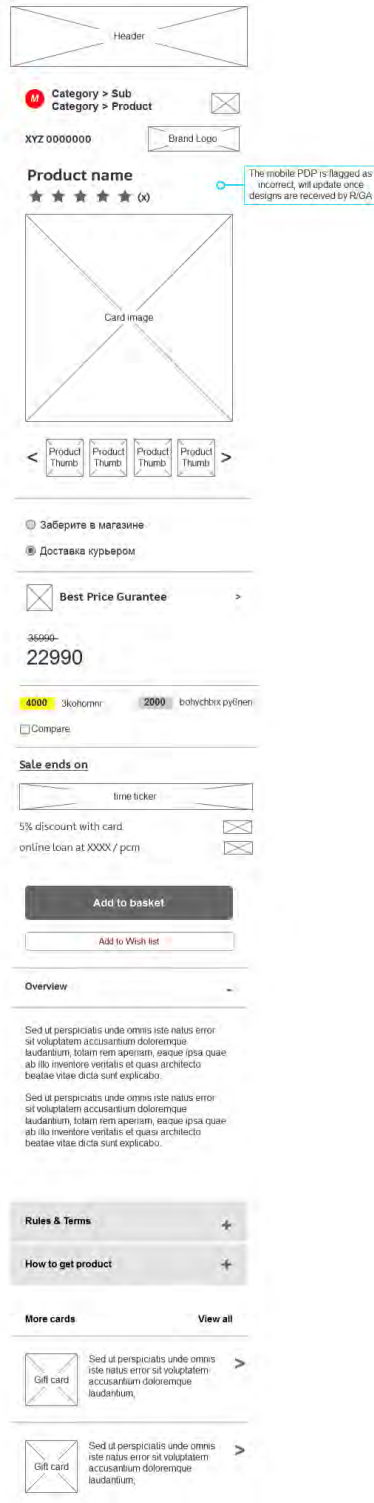 Header
M
Category > Sub
Category > Product
XYZ 0000000
Brand Logo
Product name
(x)
The mobile PDP is flagged as
incorrect, will update once
designs are received by R/GA
Card image
<
Product
Thumb
Product
Thumb
Product
Thumb
Product
Thumb
>
Заберите в магазине
Доставка курьером
Best Price Gurantee >
35990-
22990
4000 3kohomnr 2000 bohychbix рублеи
Compare
Sale ends on
time ticker
5% discount with card
online loan at XXXX / pcm
Add to basket
Add to Wish list
Overview -
Sed ut perspiciatis unde omnis iste natus error
sit voluptatem accusantium doloremque
laudantium, totam rem aperiam, eaque ipsa quae
ab illo inventore veritatis et quasi architecto
beatae vitae dicta sunt explicabo.
Sed ut perspiciatis unde omnis iste natus error
sit voluptatem accusantium doloremque
laudantium, totam rem aperiam, eaque ipsa quae
ab illo inventore veritatis et quasi architecto
beatae vitae dicta sunt explicabo.
Rules & Terms +
How to get product +
More cards View all
Gift card
Sed ut perspiciatis unde omnis
iste natus error sit voluptatem
accusantium doloremque
laudantium,
>
Gift card
Sed ut perspiciatis unde omnis
iste natus error sit voluptatem
accusantium doloremque
laudantium,
>